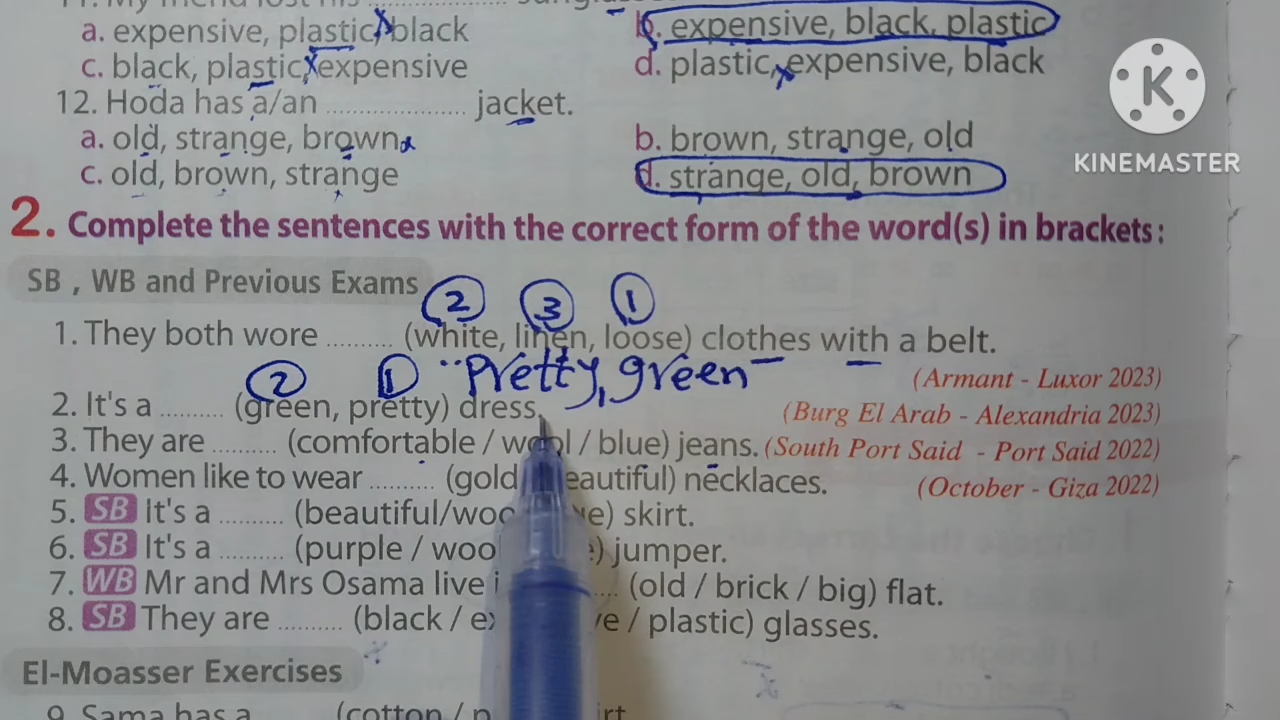 a. expensive, plastic, black
b. expensive, black, plastic
c. black, plastic, expensive
d. plastic, expensive, black
12. Hoda has a/an .................... jacket.
a. old, strange, brown
b. brown, strange, old
c. old, brown, strange
d. strange, old, brown
KINEMASTER
2. Complete the sentences with the correct form of the word(s) in brackets:
SB , WB and Previous Exams
2 3 1
1. They both wore .......... (white, linen, loose) clothes with a belt.
(Armant - Luxor 2023)
2 1 Pretty, green
2. It's a .......... (green, pretty) dress.
(Burg El Arab - Alexandria 2023)
3. They are .......... (comfortable / wool / blue) jeans. (South Port Said - Port Said 2022)
4. Women like to wear .......... (gold beautiful) necklaces.
(October - Giza 2022)
5. SB It's a .......... (beautiful/ skirt.
6. SB It's a .......... (purple / jumper.
7. WB Mr and Mrs Osama live (old / brick / big) flat.
8. SB They are .......... (black / / plastic) glasses.
El-Moasser Exercises
9. Sama has a (cotton /